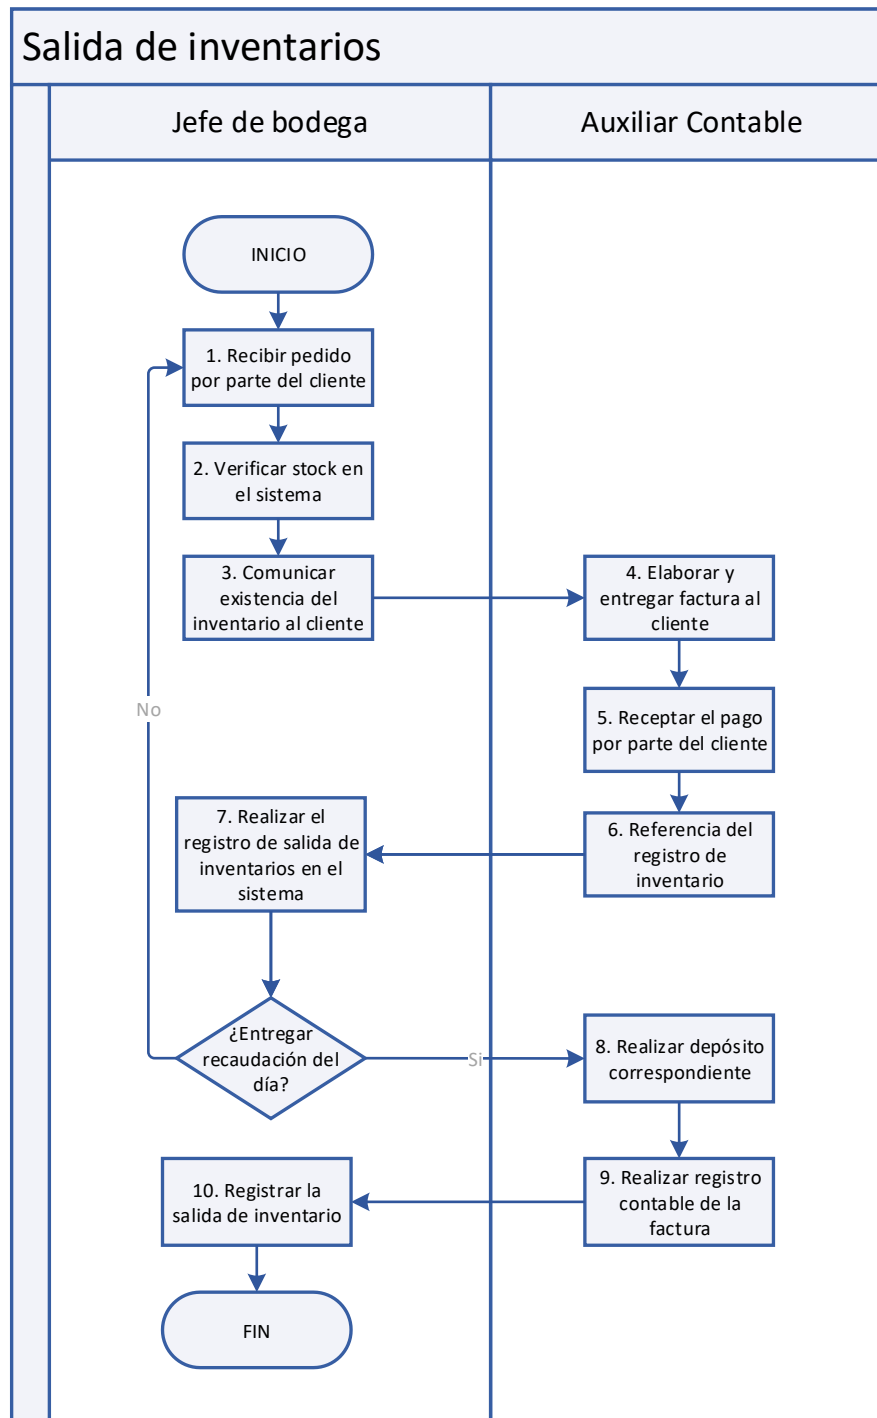 Salida de inventarios
Jefe de bodega
Auxiliar Contable
INICIO
1. Recibir pedido
por parte del cliente
2. Verificar stock en
el sistema
3. Comunicar
existencia del
inventario al cliente
4. Elaborar y
entregar factura al
cliente
5. Receptar el pago
por parte del cliente
6. Referencia del
registro de
inventario
No
7. Realizar el
registro de salida de
inventarios en el
sistema
¿Entregar
recaudación del
día?
Si
8. Realizar depósito
correspondiente
9. Realizar registro
contable de la
factura
10. Registrar la
salida de inventario
FIN